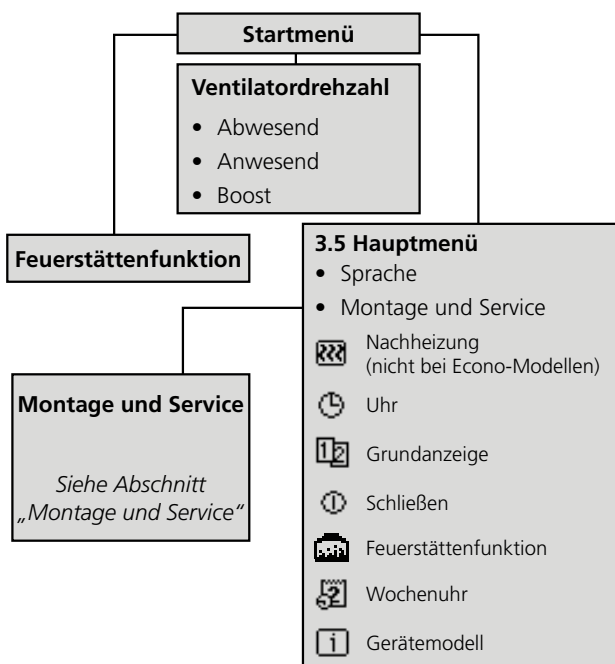 Startmenü
Ventilatordrehzahl
• Abwesend
• Anwesend
• Boost
Feuerstättenfunktion
3.5 Hauptmenü
• Sprache
• Montage und Service
Nachheizung
(nicht bei Econo-Modellen)
Uhr
Grundanzeige
Schließen
Feuerstättenfunktion
Wochenuhr
Gerätemodell
Montage und Service
Siehe Abschnitt
„Montage und Service“